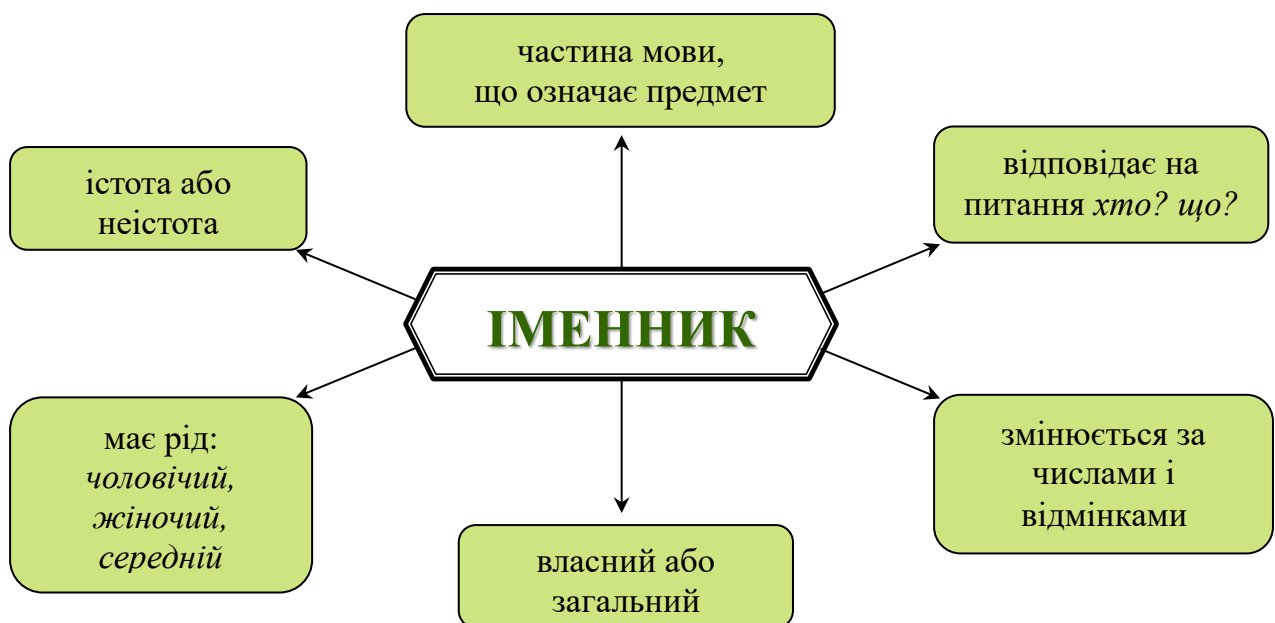 частина мови,
що означає предмет
істота або
неістота
відповідає на
питання хто? що?
ІМЕННИК
має рід:
чоловічий,
жіночий,
середній
змінюється за
числами і
відмінками
власний або
загальний